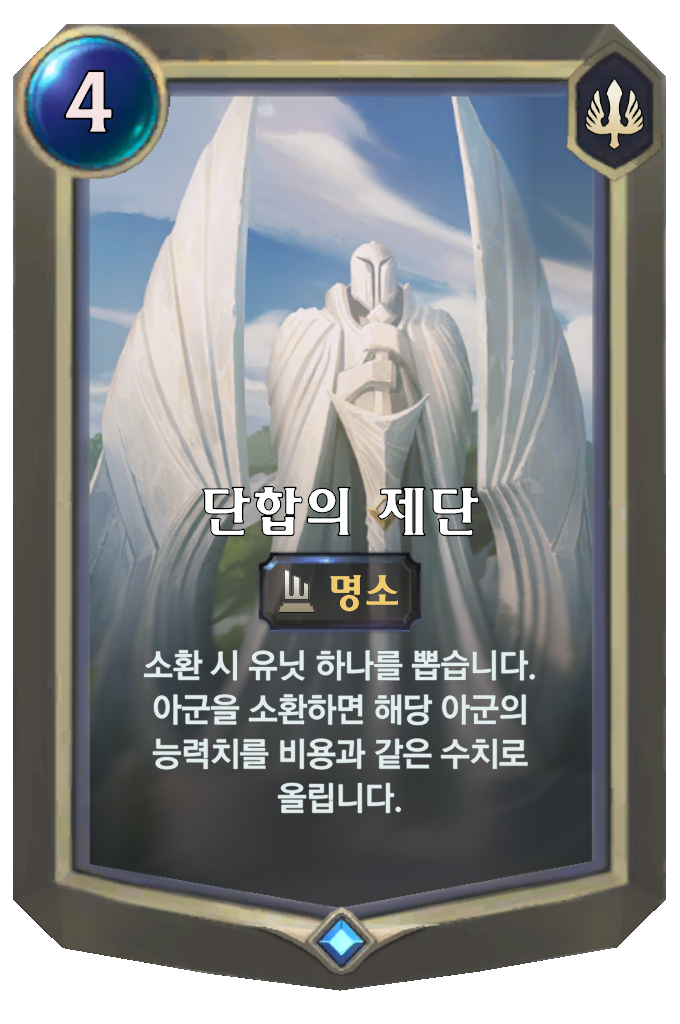 4
단합의 제단
명소
소환 시 유닛 하나를 뽑습니다.
아군을 소환하면 해당 아군의
능력치를 비용과 같은 수치로
올립니다.